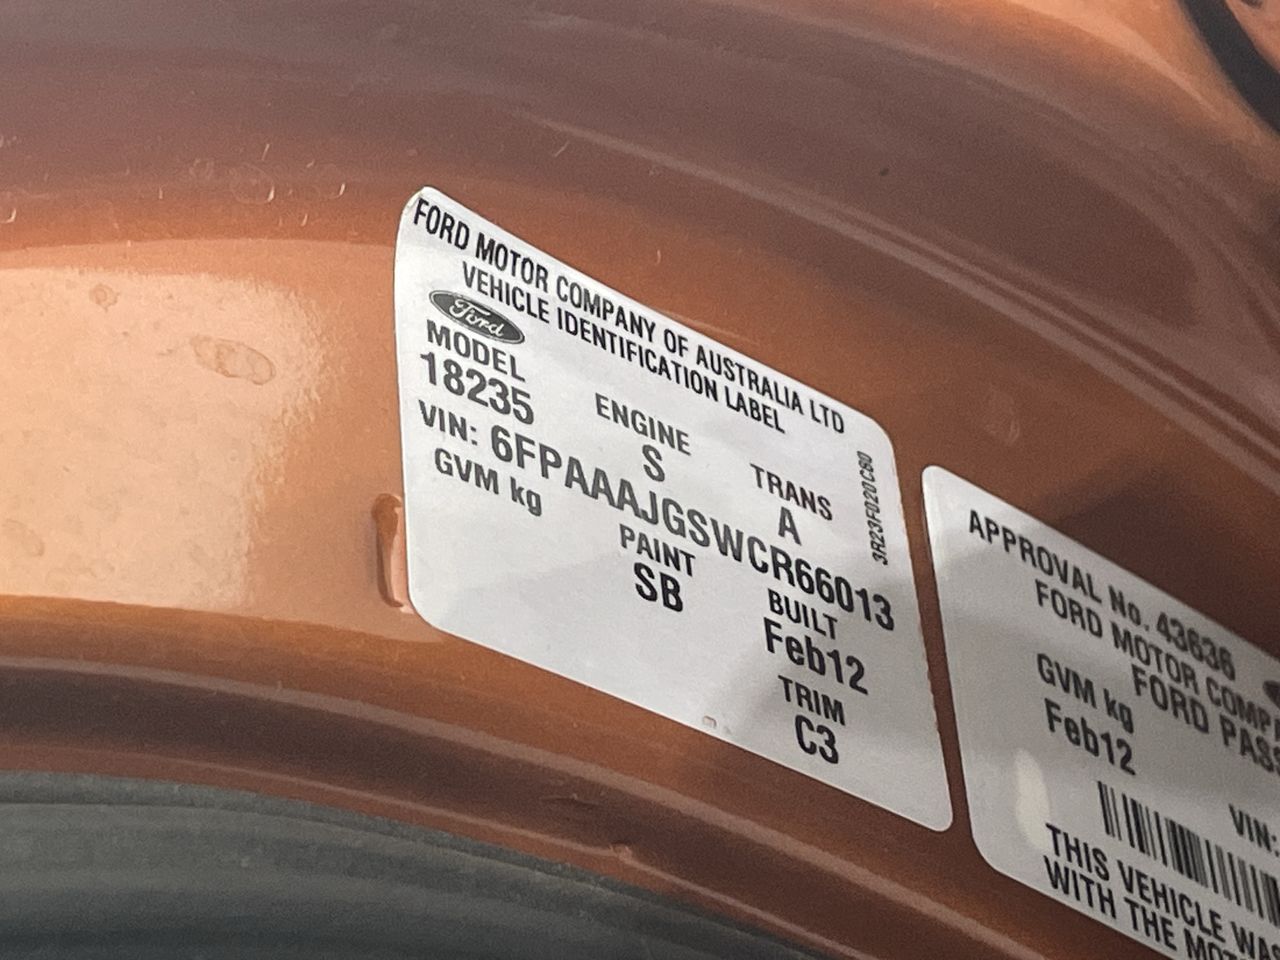 FORD MOTOR COMPANY OF AUSTRALIA LTD
VEHICLE IDENTIFICATION LABEL
Ford
MODEL ENGINE TRANS
18235 S A
VIN: 6FPAAAJGSWCR66013
GVM kg PAINT BUILT
SB Feb12
TRIM
C3
3R23F020C80
APPROVAL No. 43636
FORD MOTOR COMPA
FORD PASS
GVM kg
Feb12
VIN:
THIS VEHICLE WAS
WITH THE MOT